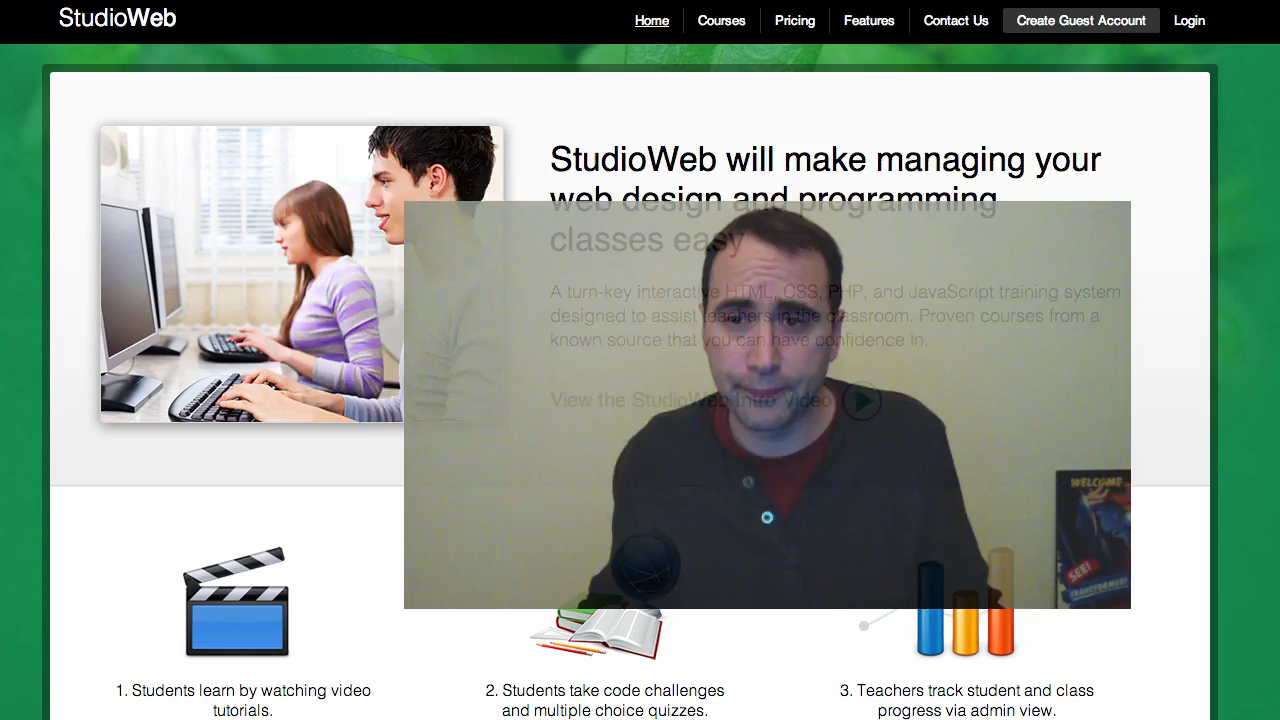 StudioWeb
Home Courses Pricing Features Contact Us Create Guest Account Login
StudioWeb will make managing your
web design and programming
classes easy
A turn-key interactive HTML, CSS, PHP, and JavaScript training system
designed to assist teachers in the classroom. Proven courses from a
known source that you can have confidence in.
View the StudioWeb Intro Video
WELCOME
SEE!
TRANSFORMED!
1. Students learn by watching video
tutorials.
2. Students take code challenges
and multiple choice quizzes.
3. Teachers track student and class
progress via admin view.